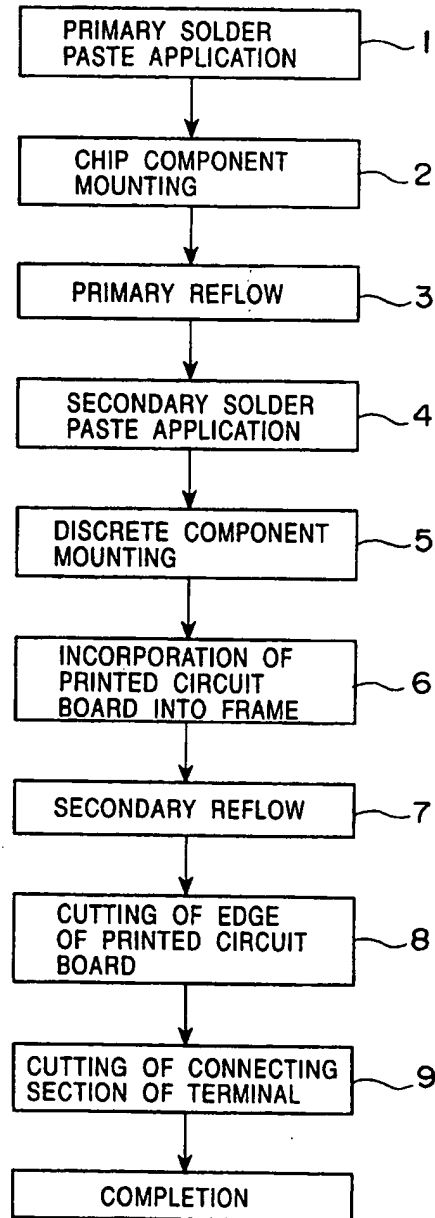 PRIMARY SOLDER
PASTE APPLICATION
1
CHIP COMPONENT
MOUNTING
2
PRIMARY REFLOW
3
SECONDARY SOLDER
PASTE APPLICATION
4
DISCRETE COMPONENT
MOUNTING
5
INCORPORATION OF
PRINTED CIRCUIT
BOARD INTO FRAME
6
SECONDARY REFLOW
7
CUTTING OF EDGE
OF PRINTED CIRCUIT
BOARD
8
CUTTING OF CONNECTING
SECTION OF TERMINAL
9
COMPLETION